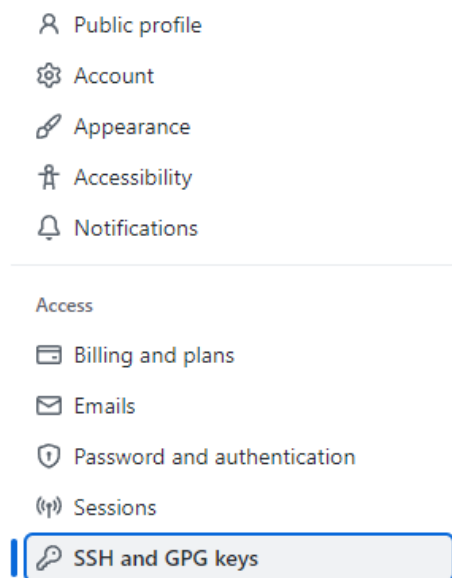 Public profile
Account
Appearance
Accessibility
Notifications
Access
Billing and plans
Emails
Password and authentication
Sessions
SSH and GPG keys